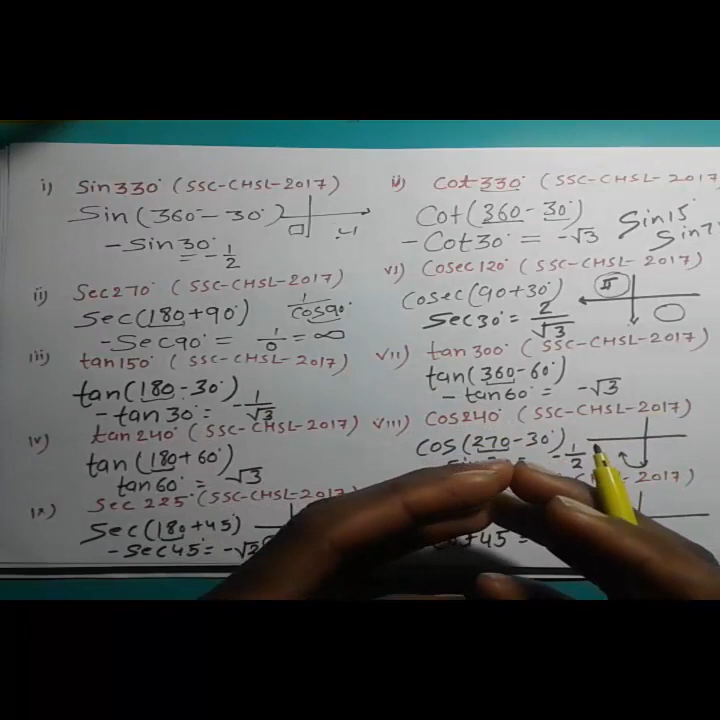 i) Sin330° (SSC-CHSL-2017)
Sin(360-30°)
-Sin30° = -1/2
ii) Sec270° (SSC-CHSL-2017)
Sec(180+90°) 1/cos90°
-Sec90° = 1/0 = ∞
iii) tan150° (SSC-CHSL-2017)
tan(180-30°)
-tan30° = -1/√3
iv) tan240° (SSC-CHSL-2017)
tan(180+60°)
tan60° = √3
ix) Sec225° (SSC-CHSL-2017)
Sec(180+45)
-Sec45 = -√2
Cot330° (SSC-CHSL-2017
Cot(360-30°) Sin15°
-Cot30° = -√3
vi) Cosec120° (SSC-CHSL-2017)
Cosec(90+30°) II
Sec30° = 2/√3
vii) tan300° (SSC-CHSL-2017)
tan(360-60°)
-tan60° = -√3
viii) Cos240° (SSC-CHSL-2017)
Cos(270-30°)
-1/2
2017)
+45 =